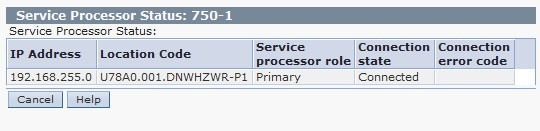 Service Processor Status: 750-1
Service Processor Status:
IP Address Location Code Service processor role Connection state Connection error code
192.168.255.0 U78A0.001.DNWHZWR-P1 Primary Connected
Cancel Help